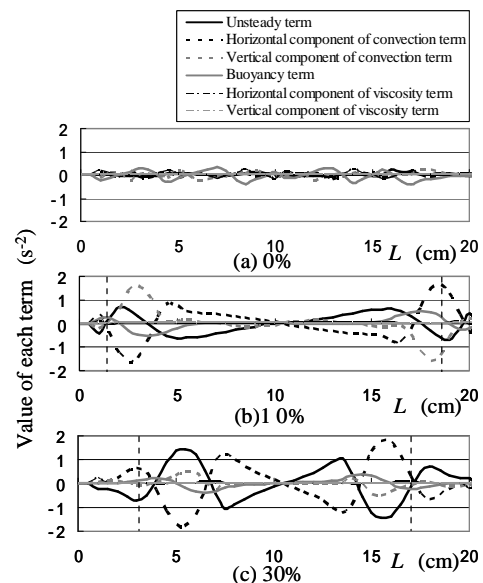 Unsteady term
Horizontal component of convection term
Vertical component of convection term
Buoyancy term
Horizontal component of viscosity term
Vertical component of viscosity term
Value of each term (s-2)
2
1
0
-1
-2
0 5 10 15 20
(a) 0% L (cm)
2
1
0
-1
-2
0 5 10 15 20
(b)1 0% L (cm)
2
1
0
-1
-2
0 5 10 15 20
(c) 30% L (cm)